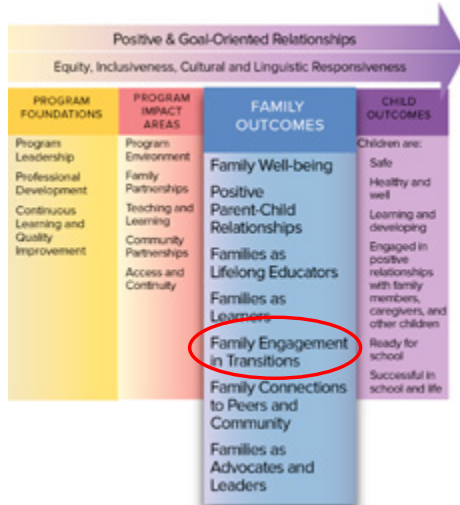 Positive & Goal-Oriented Relationships
Equity, Inclusiveness, Cultural and Linguistic Responsiveness
PROGRAM
FOUNDATIONS
Program
Leadership
Professional
Development
Continuous
Learning and
Quality
Improvement
PROGRAM
IMPACT
AREAS
Program
Environment
Family
Partnerships
Teaching and
Learning
Community
Partnerships
Access and
Continuity
FAMILY
OUTCOMES
Family Well-being
Positive
Parent-Child
Relationships
Families as
Lifelong Educators
Families as
Learners
Family Engagement
in Transitions
Family Connections
to Peers and
Community
Families as
Advocates and
Leaders
CHILD
OUTCOMES
Children are:
Safe
Healthy and
well
Learning and
developing
Engaged in
positive
relationships
with family
members,
caregivers, and
other children
Ready for
school
Successful in
school and life